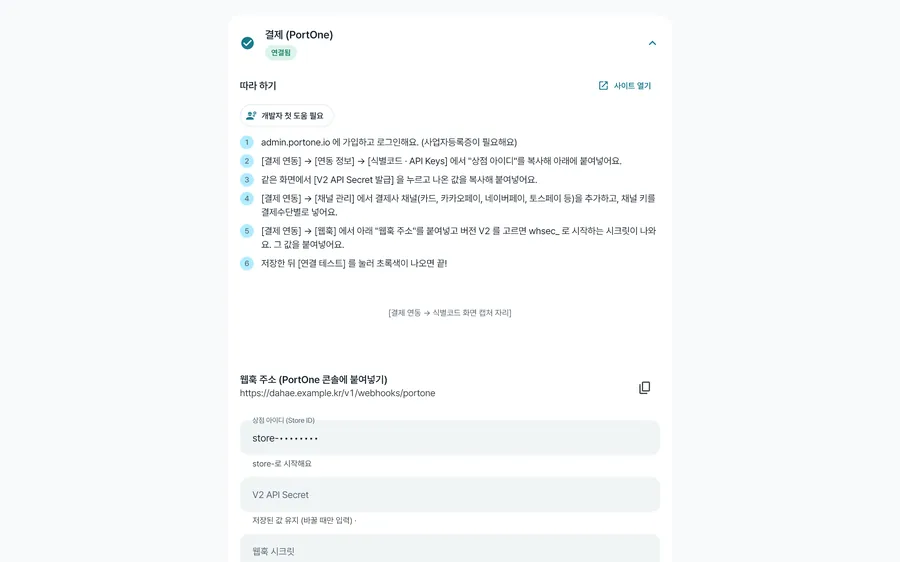 결제 (PortOne)
연결됨
따라 하기
사이트 열기
개발자 첫 도움 필요
1 admin.portone.io 에 가입하고 로그인해요. (사업자등록증이 필요해요)
2 [결제 연동] → [연동 정보] → [식별코드 · API Keys] 에서 "상점 아이디"를 복사해 아래에 붙여넣어요.
3 같은 화면에서 [V2 API Secret 발급] 을 누르고 나온 값을 복사해 붙여넣어요.
4 [결제 연동] → [채널 관리] 에서 결제사 채널(카드, 카카오페이, 네이버페이, 토스페이 등)을 추가하고, 채널 키를
결제수단별로 넣어요.
5 [결제 연동] → [웹훅] 에서 아래 "웹훅 주소"를 붙여넣고 버전 V2 를 고르면 whsec_ 로 시작하는 시크릿이 나와
요. 그 값을 붙여넣어요.
6 저장한 뒤 [연결 테스트] 를 눌러 초록색이 나오면 끝!
[결제 연동 → 식별코드 화면 캡처 자리]
웹훅 주소 (PortOne 콘솔에 붙여넣기)
https://dahae.example.kr/v1/webhooks/portone
상점 아이디 (Store ID)
store-••••••••
store-로 시작해요
V2 API Secret
저장된 값 유지 (바꿀 때만 입력) ·
웹훅 시크릿